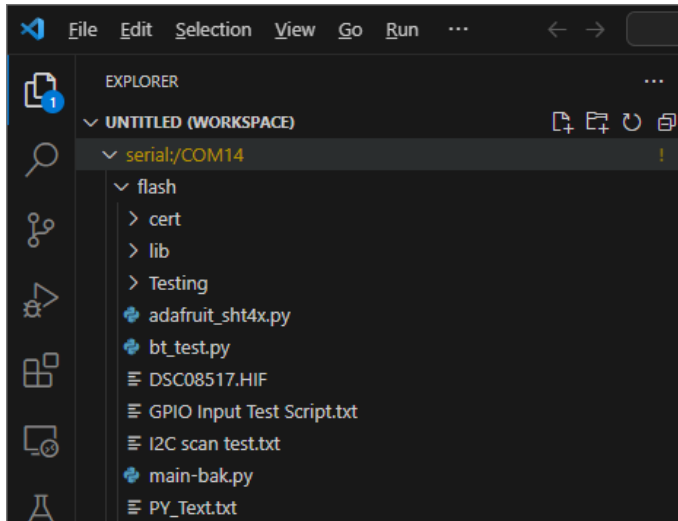 File Edit Selection View Go Run ...
EXPLORER ...
1
UNTITLED (WORKSPACE)
serial:/COM14 !
flash
cert
lib
Testing
adafruit_sht4x.py
bt_test.py
DSC08517.HIF
GPIO Input Test Script.txt
I2C scan test.txt
main-bak.py
PY_Text.txt